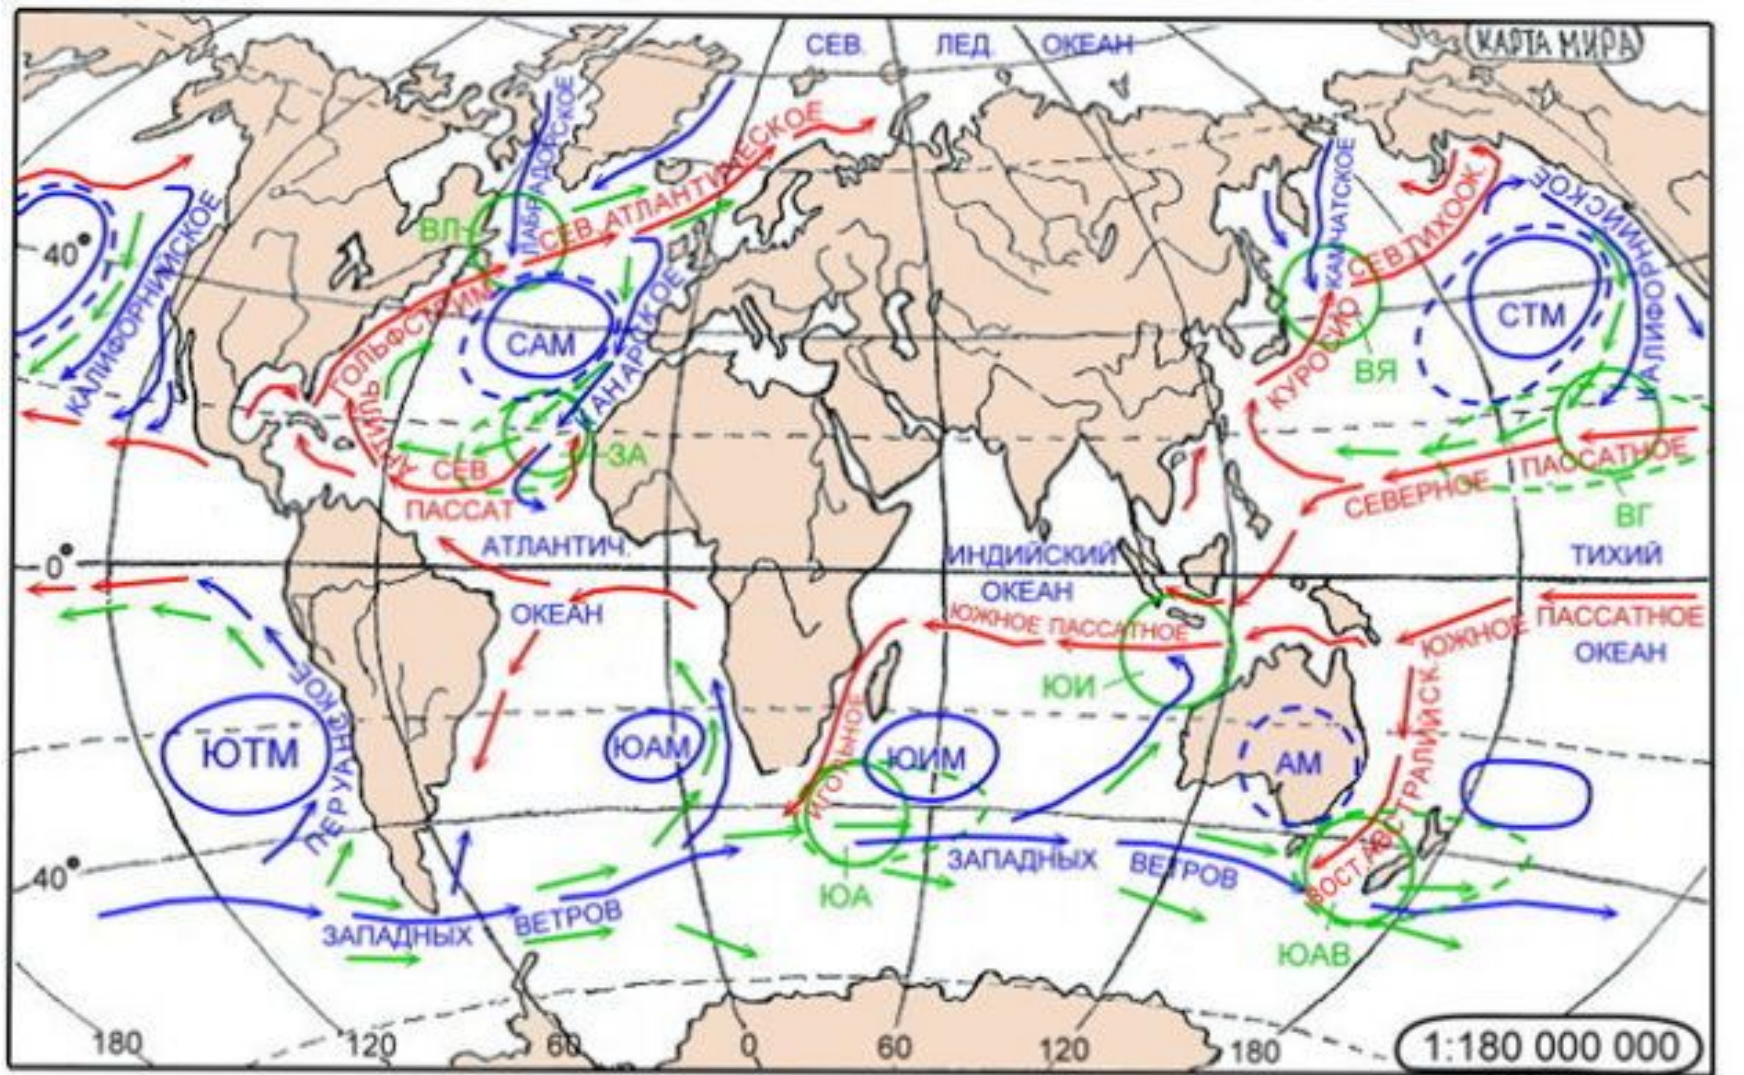 СЕВ. ЛЕД. ОКЕАН
КАРТА МИРА
ЛАБРАДОРСКОЕ
СЕВ. АТЛАНТИЧЕСКОЕ
ВЛ
КАМЧАТСКОЕ
СЕВ. ТИХООК.
КАЛИФОРНИЙСКОЕ
КАЛИФОРНИЙСКОЕ
40°
ГОЛЬФСТРИМ
САМ
КАНАРСКОЕ
КУРОСИО
СТМ
ВЯ
АНТИЛЬ
СЕВ.
ПАССАТ
ЗА
СЕВЕРНОЕ ПАССАТНОЕ
ВГ
0°
АТЛАНТИЧ.
ОКЕАН
ИНДИЙСКИЙ
ОКЕАН
ТИХИЙ
ЮЖНОЕ ПАССАТНОЕ
ЮЖНОЕ ПАССАТНОЕ
ОКЕАН
ЮИ
ПЕРУАНСКОЕ
ЮТМ
ЮАМ
ИГОЛЬНОЕ
ЮИМ
АМ
ВОСТ. АВСТРАЛИЙСК.
40°
ЗАПАДНЫХ ВЕТРОВ
ЮА
ЗАПАДНЫХ ВЕТРОВ
ЮАВ
180 120 60 0 60 120 180
1:180 000 000